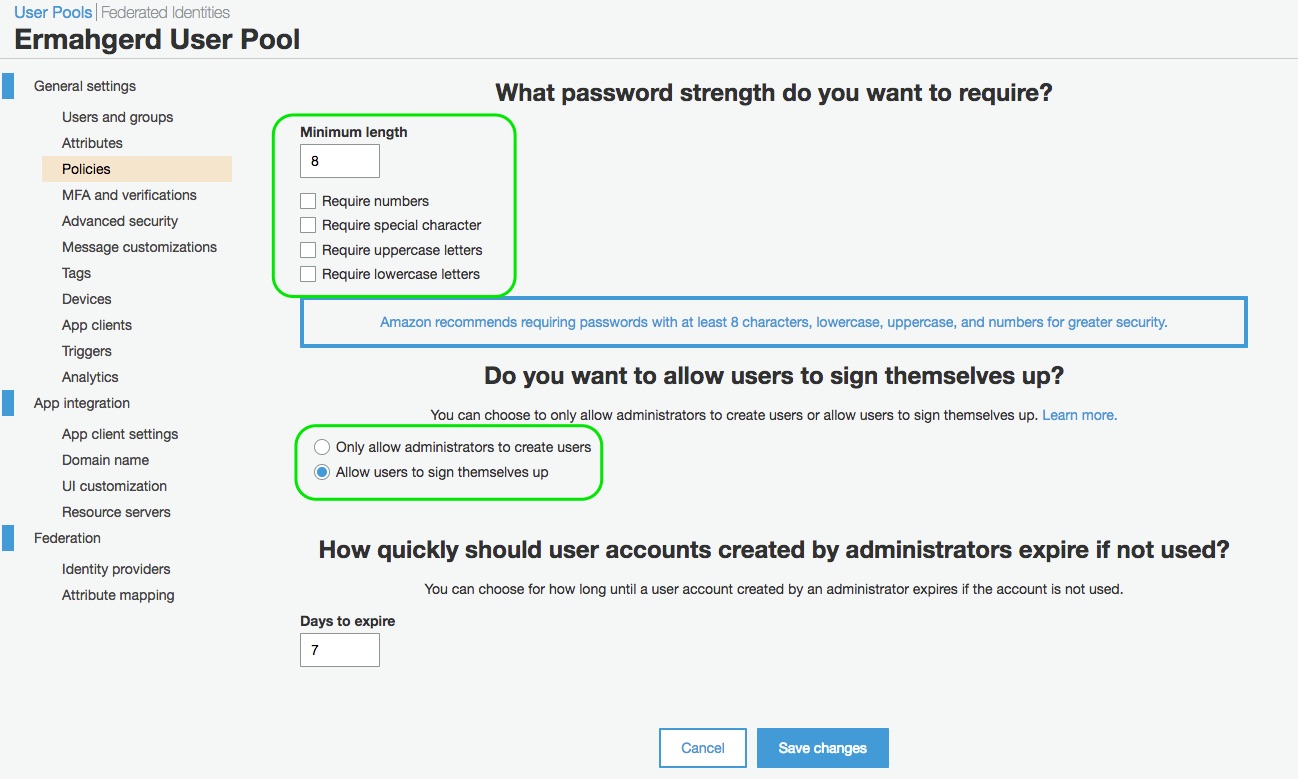 User Pools | Federated Identities
Ermahgerd User Pool
General settings
Users and groups
Attributes
Policies
MFA and verifications
Advanced security
Message customizations
Tags
Devices
App clients
Triggers
Analytics
App integration
App client settings
Domain name
UI customization
Resource servers
Federation
Identity providers
Attribute mapping
What password strength do you want to require?
Minimum length
8
Require numbers
Require special character
Require uppercase letters
Require lowercase letters
Amazon recommends requiring passwords with at least 8 characters, lowercase, uppercase, and numbers for greater security.
Do you want to allow users to sign themselves up?
You can choose to only allow administrators to create users or allow users to sign themselves up. Learn more.
Only allow administrators to create users
Allow users to sign themselves up
How quickly should user accounts created by administrators expire if not used?
You can choose for how long until a user account created by an administrator expires if the account is not used.
Days to expire
7
Cancel
Save changes